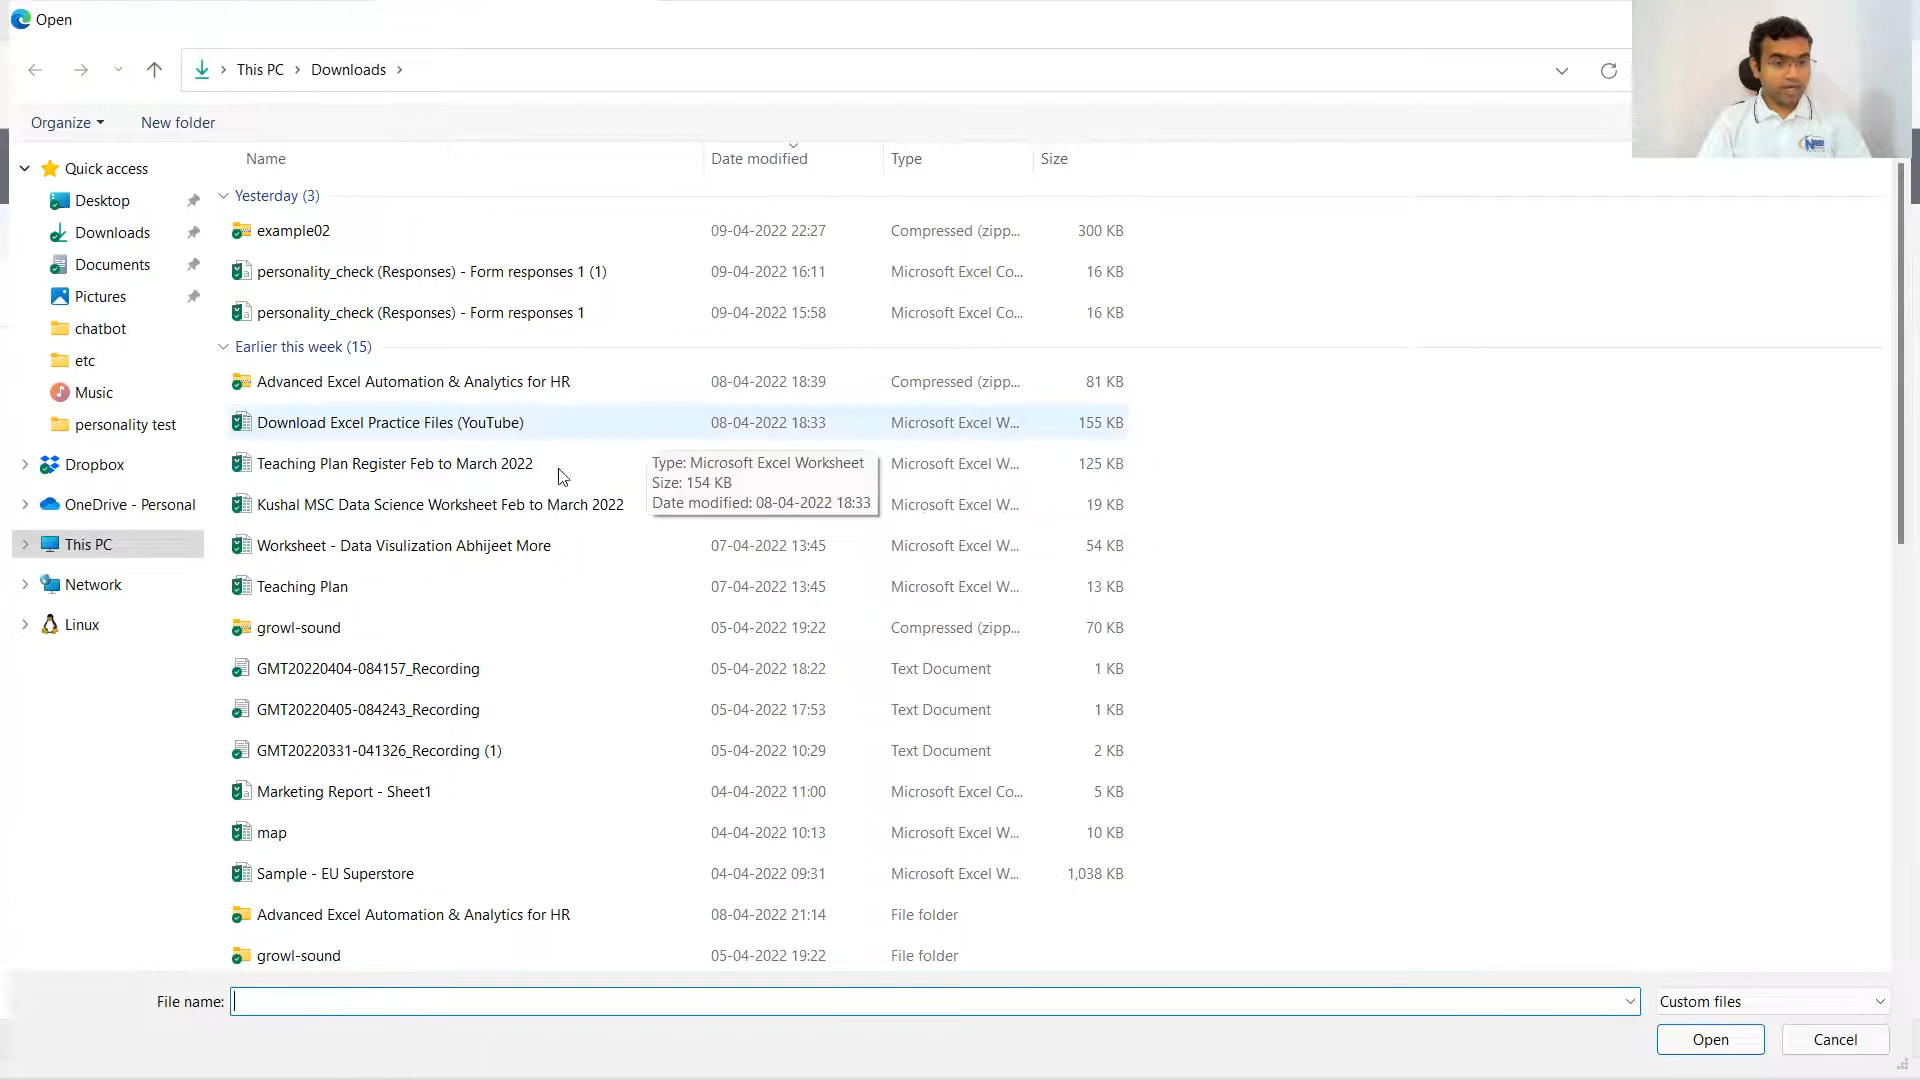 Open
This PC > Downloads >
Organize New folder
Name Date modified Type Size
Quick access
Desktop
Downloads
Documents
Pictures
chatbot
etc
Music
personality test
Dropbox
OneDrive - Personal
This PC
Network
Linux
Yesterday (3)
example02 09-04-2022 22:27 Compressed (zipp... 300 KB
personality_check (Responses) - Form responses 1 (1) 09-04-2022 16:11 Microsoft Excel Co... 16 KB
personality_check (Responses) - Form responses 1 09-04-2022 15:58 Microsoft Excel Co... 16 KB
Earlier this week (15)
Advanced Excel Automation & Analytics for HR 08-04-2022 18:39 Compressed (zipp... 81 KB
Download Excel Practice Files (YouTube) 08-04-2022 18:33 Microsoft Excel W... 155 KB
Teaching Plan Register Feb to March 2022 Microsoft Excel W... 125 KB
Kushal MSC Data Science Worksheet Feb to March 2022 Microsoft Excel W... 19 KB
Type: Microsoft Excel Worksheet
Size: 154 KB
Date modified: 08-04-2022 18:33
Worksheet - Data Visulization Abhijeet More 07-04-2022 13:45 Microsoft Excel W... 54 KB
Teaching Plan 07-04-2022 13:45 Microsoft Excel W... 13 KB
growl-sound 05-04-2022 19:22 Compressed (zipp... 70 KB
GMT20220404-084157_Recording 05-04-2022 18:22 Text Document 1 KB
GMT20220405-084243_Recording 05-04-2022 17:53 Text Document 1 KB
GMT20220331-041326_Recording (1) 05-04-2022 10:29 Text Document 2 KB
Marketing Report - Sheet1 04-04-2022 11:00 Microsoft Excel Co... 5 KB
map 04-04-2022 10:13 Microsoft Excel W... 10 KB
Sample - EU Superstore 04-04-2022 09:31 Microsoft Excel W... 1,038 KB
Advanced Excel Automation & Analytics for HR 08-04-2022 21:14 File folder
growl-sound 05-04-2022 19:22 File folder
File name: Custom files
Open Cancel